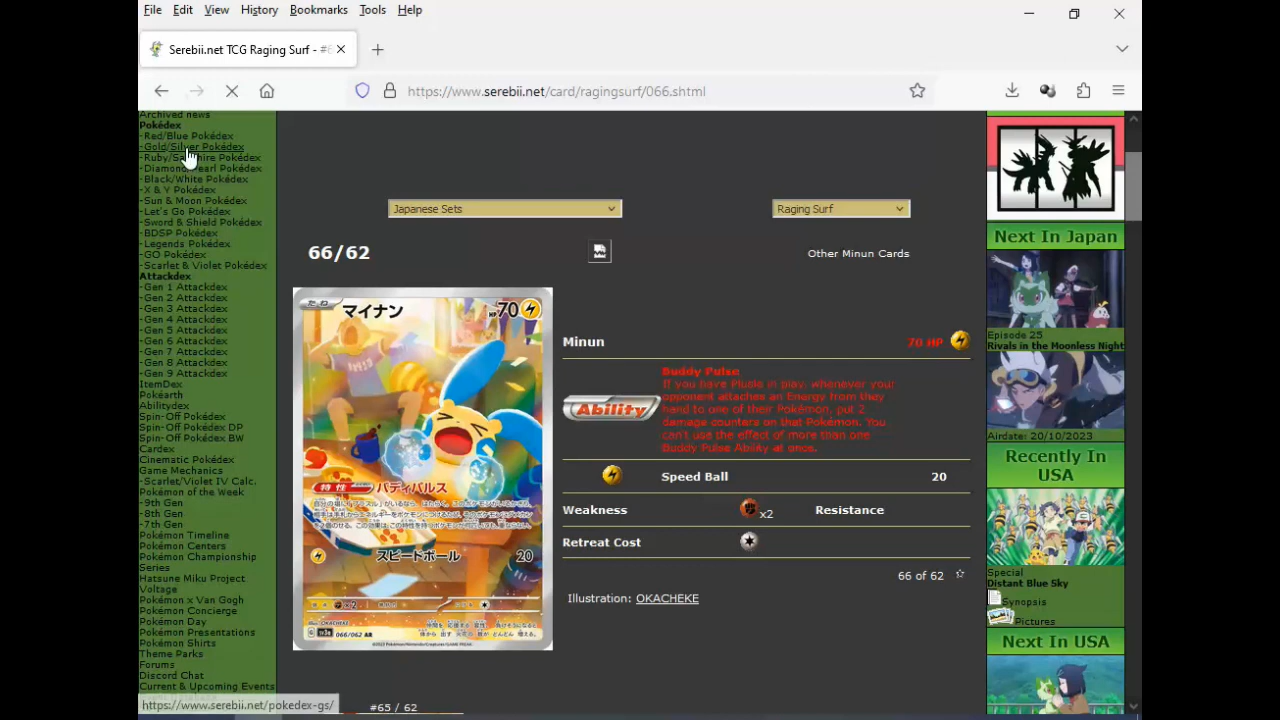 File Edit View History Bookmarks Tools Help
Serebii.net TCG Raging Surf - #6
https://www.serebii.net/card/ragingsurf/066.shtml
Archived news
Pokédex
-Red/Blue Pokédex
-Gold/Silver Pokédex
-Ruby/Sapphire Pokédex
-Diamond/Pearl Pokédex
-Black/White Pokédex
-X & Y Pokédex
-Sun & Moon Pokédex
-Let's Go Pokédex
-Sword & Shield Pokédex
-BDSP Pokédex
-Legends Pokédex
-GO Pokédex
-Scarlet & Violet Pokédex
Attackdex
-Gen 1 Attackdex
-Gen 2 Attackdex
-Gen 3 Attackdex
-Gen 4 Attackdex
-Gen 5 Attackdex
-Gen 6 Attackdex
-Gen 7 Attackdex
-Gen 8 Attackdex
-Gen 9 Attackdex
ItemDex
Pokéarth
Abilitydex
Spin-Off Pokédex
Spin-Off Pokédex DP
Spin-Off Pokédex BW
Cardex
Cinematic Pokédex
Game Mechanics
-Scarlet/Violet IV Calc.
Pokémon of the Week
-9th Gen
-8th Gen
-7th Gen
Pokémon Timeline
Pokémon Centers
Pokémon Championship
Series
Hatsune Miku Project
Voltage
Pokémon x Van Gogh
Pokémon Concierge
Pokémon Day
Pokémon Presentations
Pokémon Shirts
Theme Parks
Forums
Discord Chat
Current & Upcoming Events
https://www.serebii.net/pokedex-gs/
Japanese Sets
Raging Surf
66/62
Other Minun Cards
たね
マイナン
HP70
特性 バディパルス
スピードボール 20
×2
OKACHEKE
sv3a 066/062 AR
Minun
70 HP
Ability
Buddy Pulse
If you have Plusle in play, whenever your
opponent attaches an Energy from they
hand to one of their Pokémon, put 2
damage counters on that Pokémon. You
can't use the effect of more than one
Buddy Pulse Ability at once.
Speed Ball
20
Weakness
x2
Resistance
Retreat Cost
66 of 62
Illustration: OKACHEKE
#65 / 62
Next In Japan
Episode 25
Rivals in the Moonless Night
Airdate: 20/10/2023
Recently In
USA
Special
Distant Blue Sky
Synopsis
Pictures
Next In USA